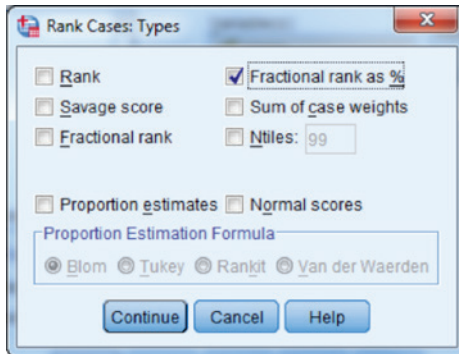 Rank Cases: Types
Rank Fractional rank as %
Savage score Sum of case weights
Fractional rank Ntiles: 99
Proportion estimates Normal scores
Proportion Estimation Formula
Blom Tukey Rankit Van der Waerden
Continue Cancel Help